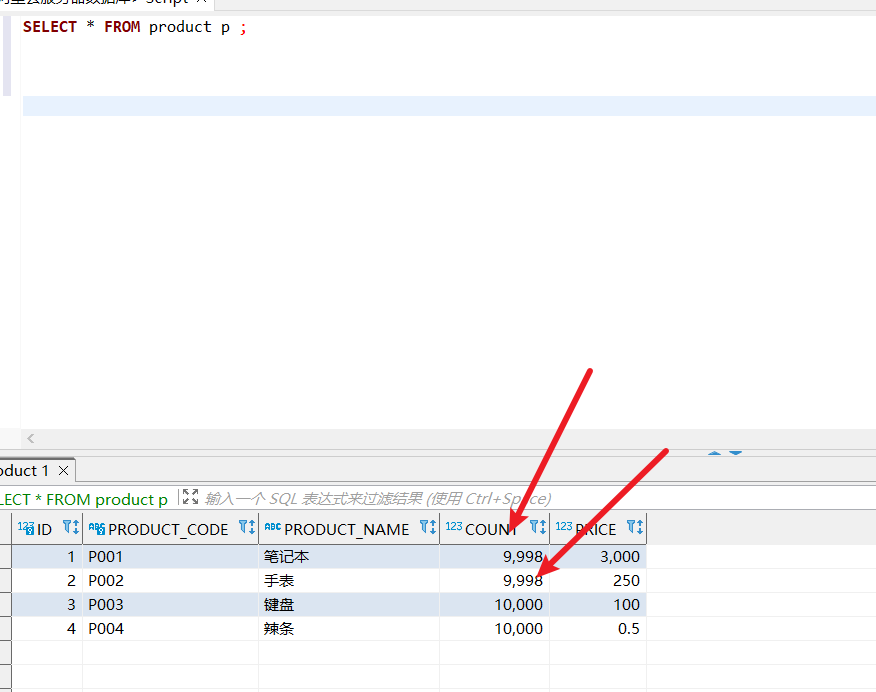 SELECT * FROM product p ;
oduct 1
LECT * FROM product p 输入一个 SQL 表达式来过滤结果 (使用 Ctrl+Space)
ID PRODUCT_CODE PRODUCT_NAME COUNT PRICE
1 P001 笔记本 9,998 3,000
2 P002 手表 9,998 250
3 P003 键盘 10,000 100
4 P004 辣条 10,000 0.5